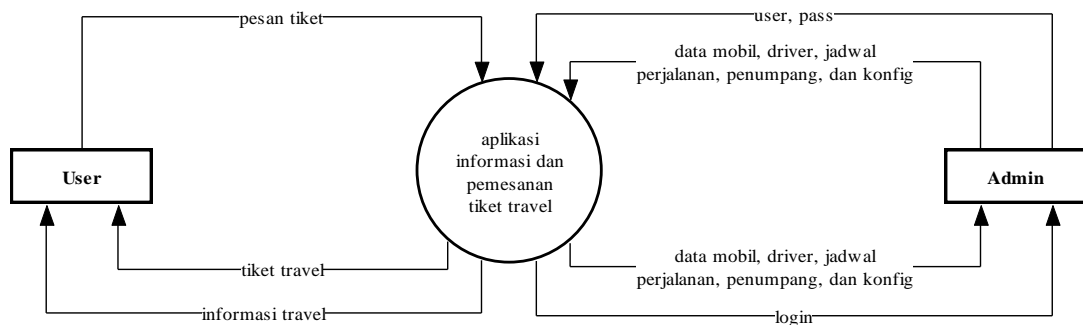 pesan tiket
user, pass
data mobil, driver, jadwal
perjalanan, penumpang, dan konfig
aplikasi
informasi dan
pemesanan
tiket travel
User
Admin
data mobil, driver, jadwal
perjalanan, penumpang, dan konfig
tiket travel
informasi travel
login